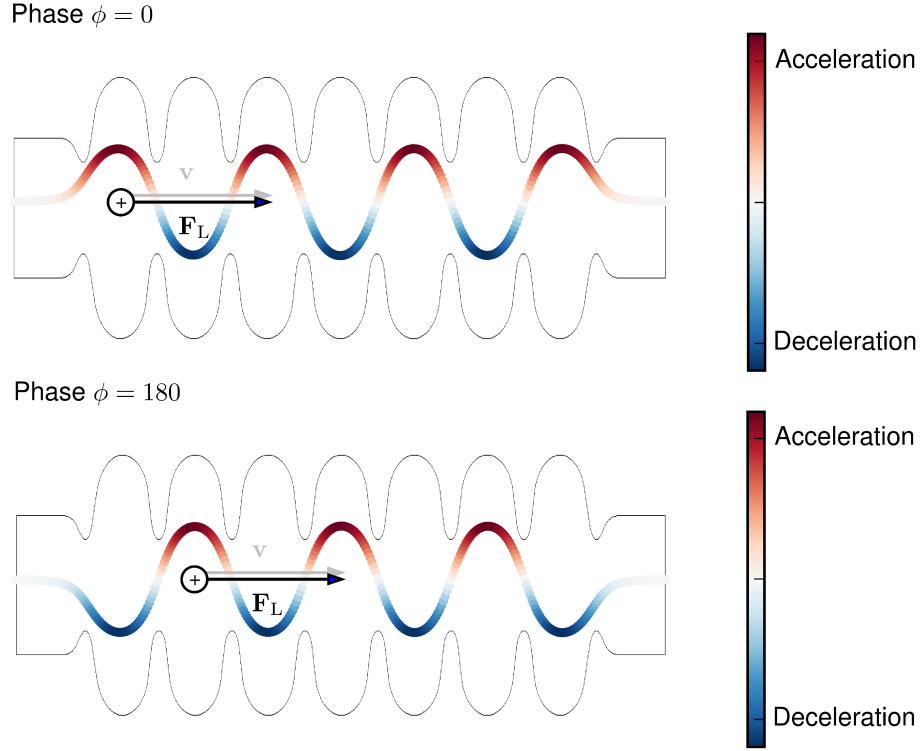 Phase ϕ = 0
Acceleration
v
+
F_L
Deceleration
Phase ϕ = 180
Acceleration
v
+
F_L
Deceleration